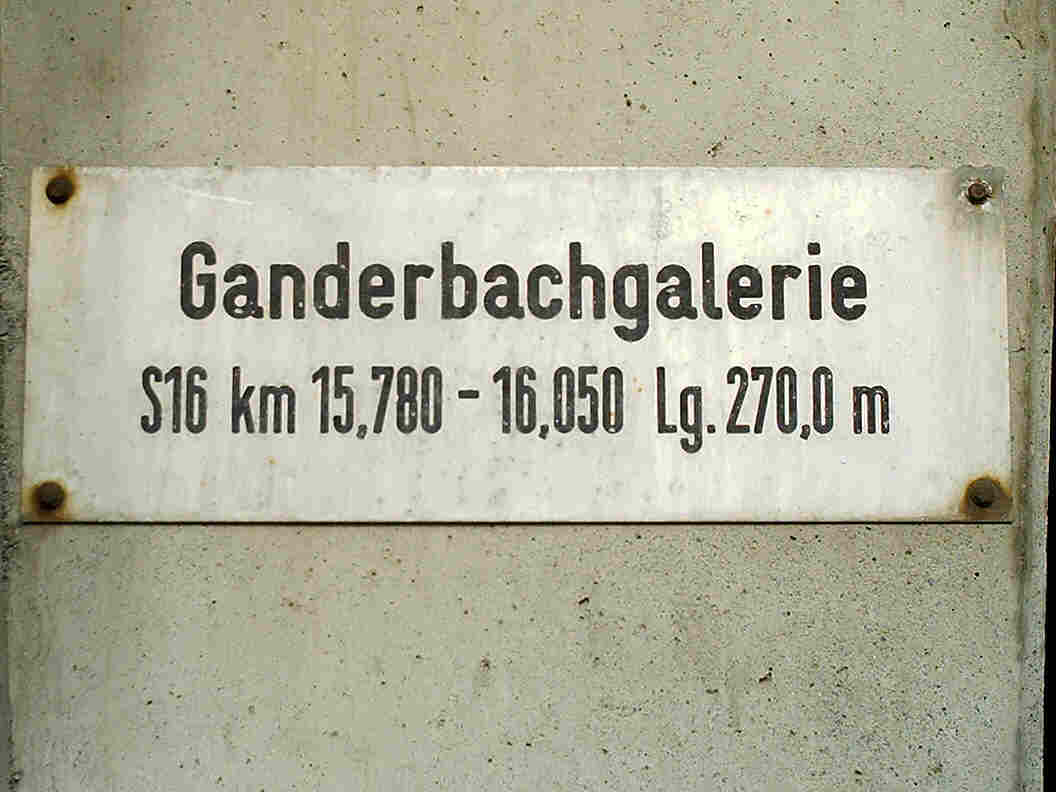 Ganderbachgalerie
S16 km 15,780 - 16,050 Lg. 270,0 m